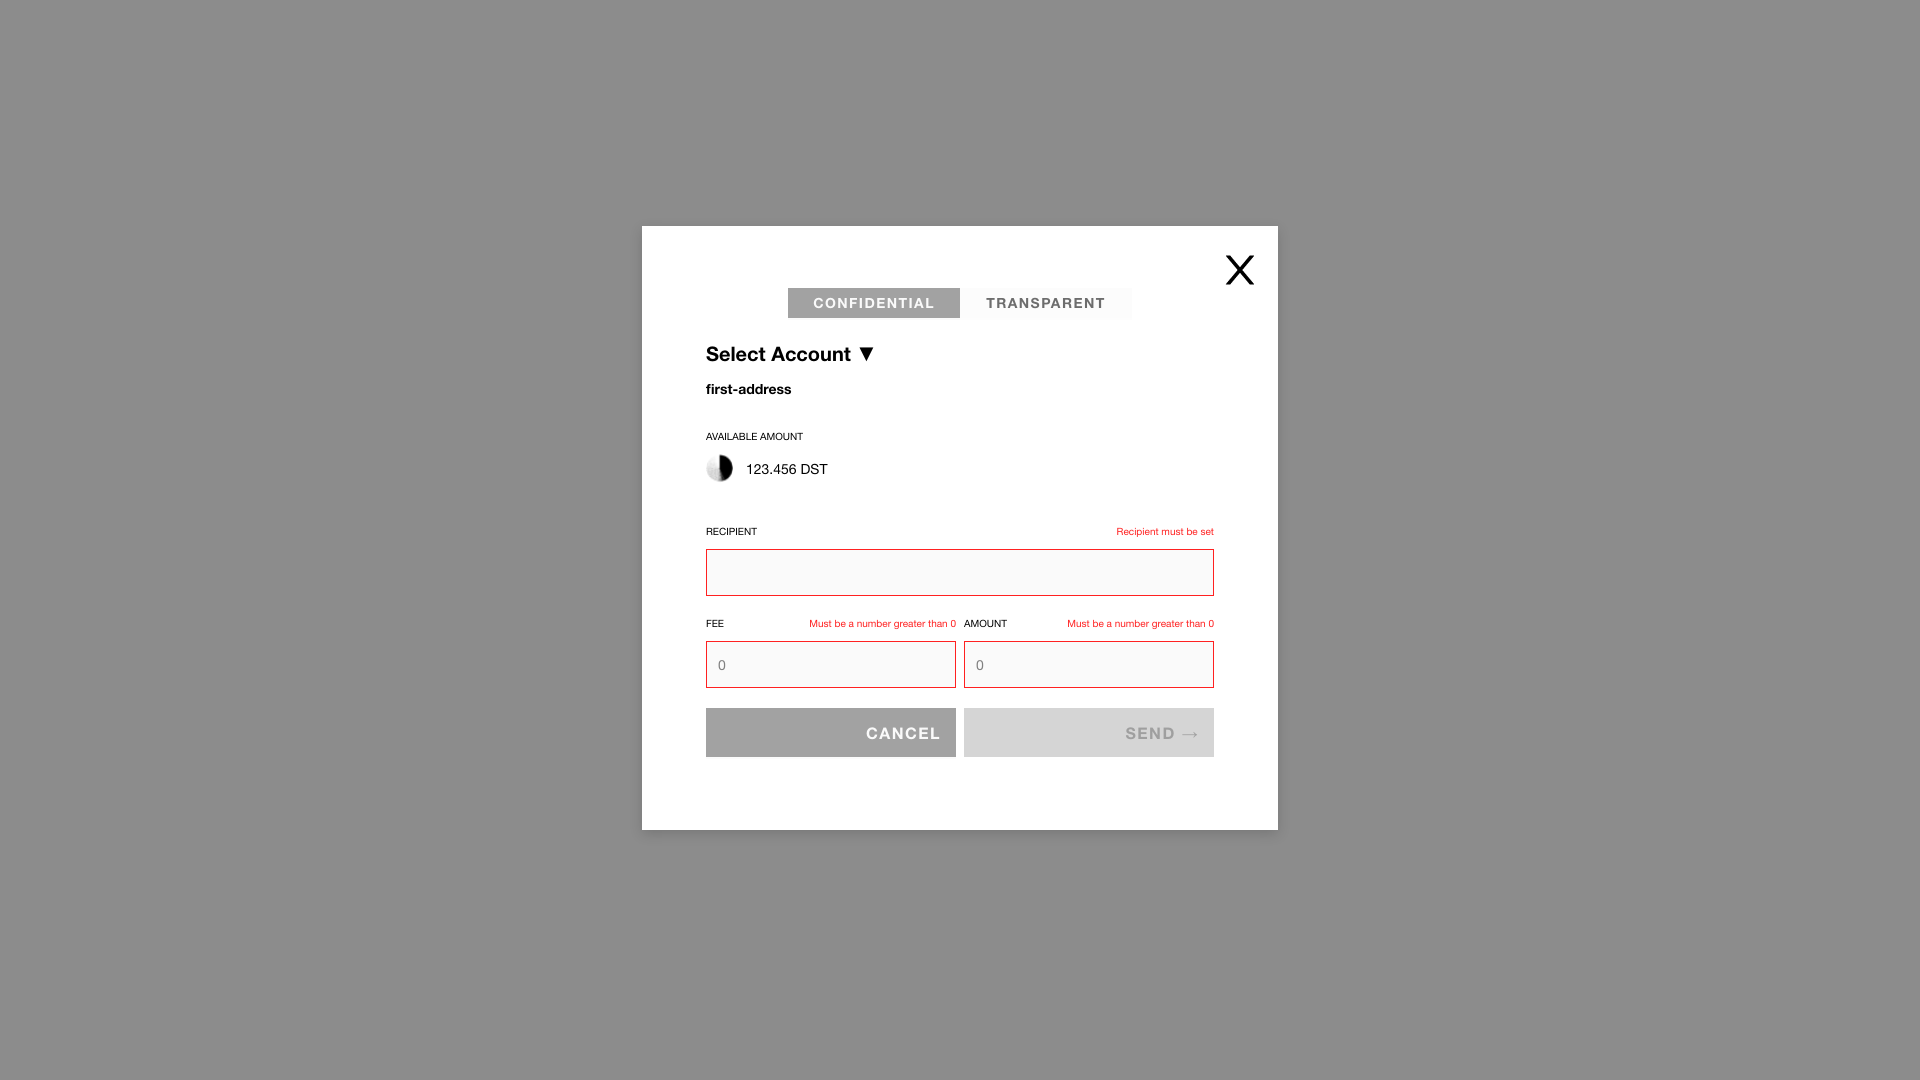 X
CONFIDENTIAL TRANSPARENT
Select Account ▼
first-address
AVAILABLE AMOUNT
123.456 DST
RECIPIENT Recipient must be set
FEE Must be a number greater than 0 AMOUNT Must be a number greater than 0
0 0
CANCEL SEND →